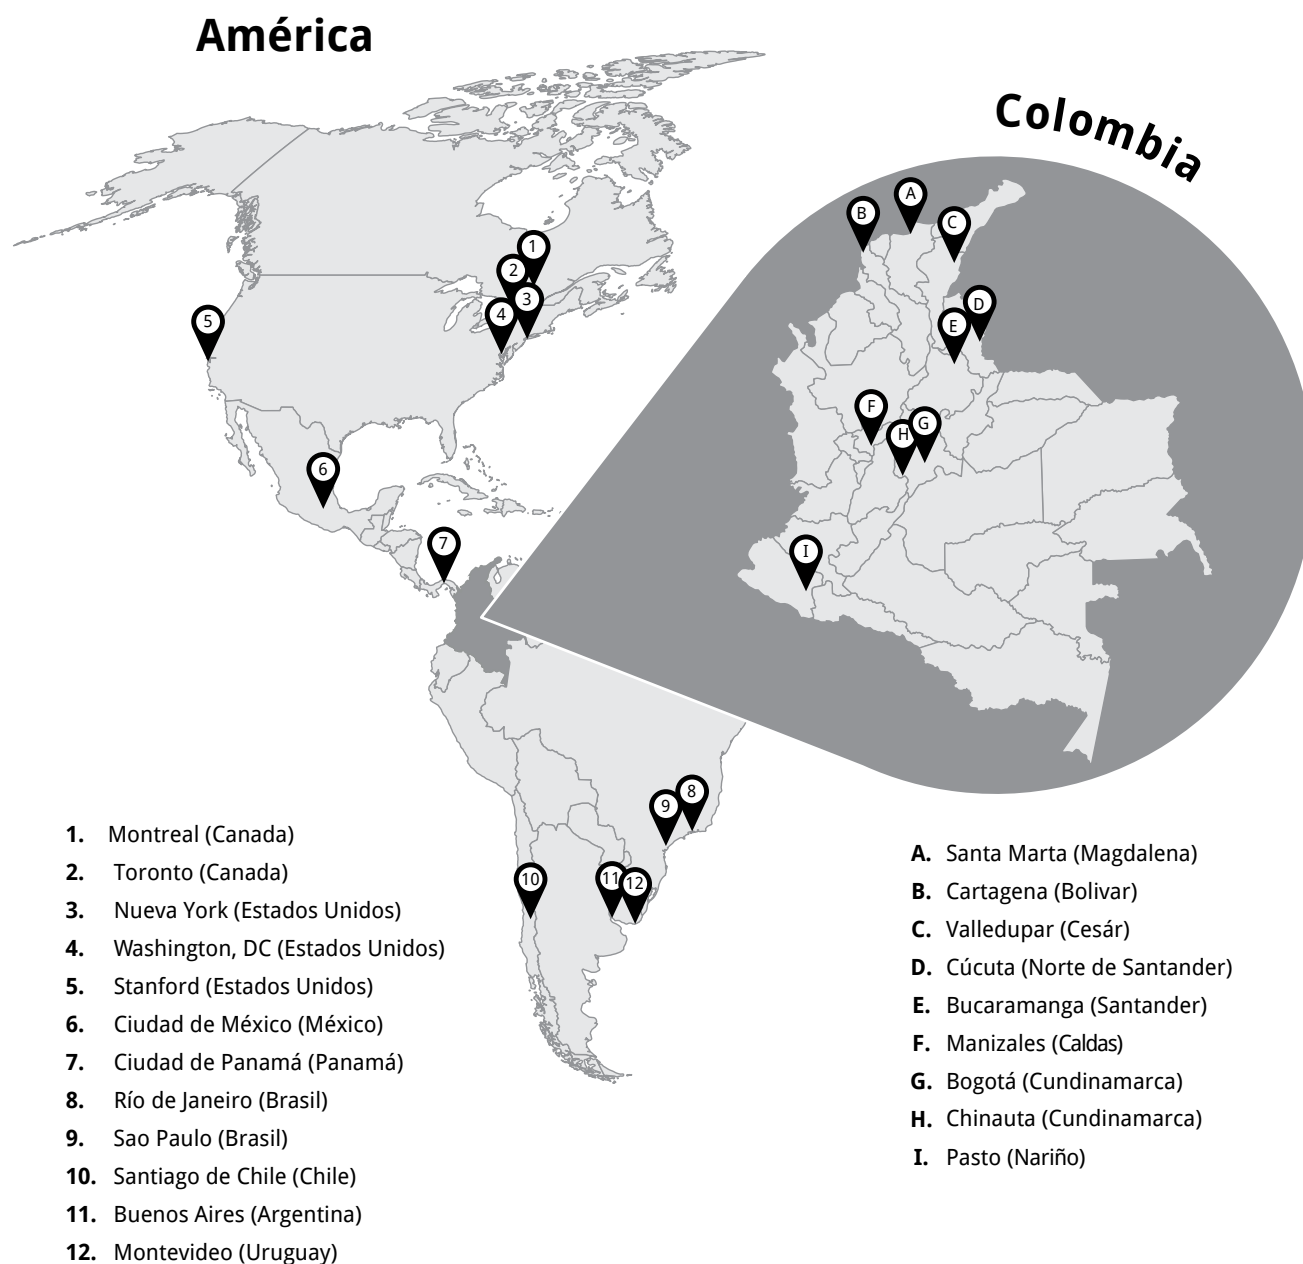 América
Colombia
A
B
C
1
2
D
3
4
5
E
F
G
H
6
7
I
8
9
10
11
12
1. Montreal (Canada)
2. Toronto (Canada)
3. Nueva York (Estados Unidos)
4. Washington, DC (Estados Unidos)
5. Stanford (Estados Unidos)
6. Ciudad de México (México)
7. Ciudad de Panamá (Panamá)
8. Río de Janeiro (Brasil)
9. Sao Paulo (Brasil)
10. Santiago de Chile (Chile)
11. Buenos Aires (Argentina)
12. Montevideo (Uruguay)
A. Santa Marta (Magdalena)
B. Cartagena (Bolivar)
C. Valledupar (Cesár)
D. Cúcuta (Norte de Santander)
E. Bucaramanga (Santander)
F. Manizales (Caldas)
G. Bogotá (Cundinamarca)
H. Chinauta (Cundinamarca)
I. Pasto (Nariño)